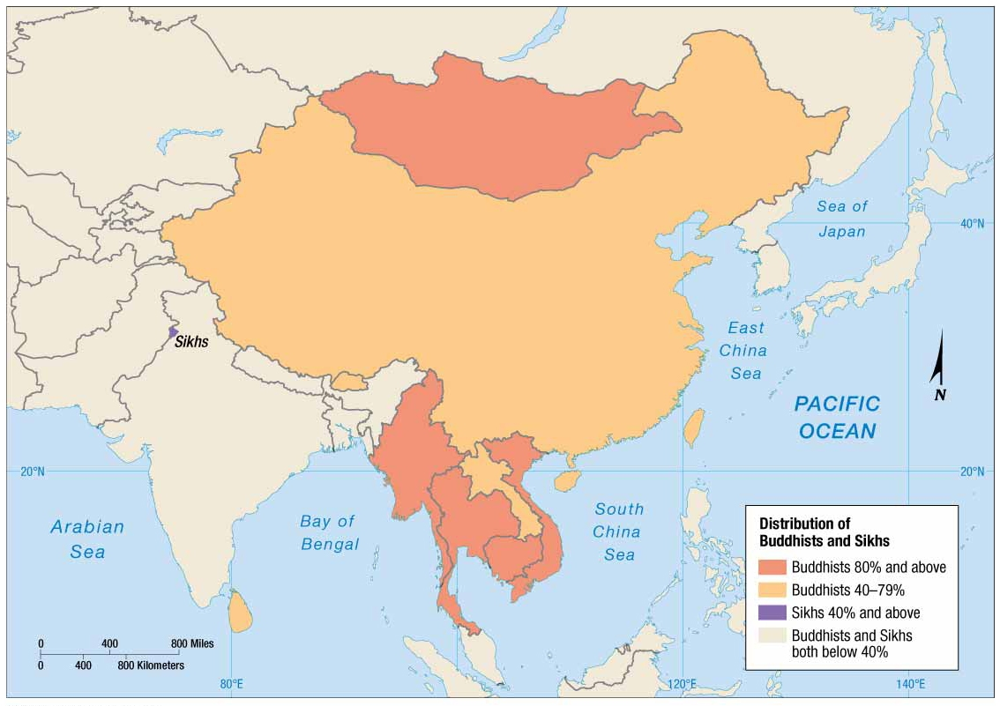 Sea of
Japan
40°N
Sikhs
East
China
Sea
N
PACIFIC
OCEAN
20°N
20°N
Arabian
Sea
Bay of
Bengal
South
China
Sea
Distribution of
Buddhists and Sikhs
Buddhists 80% and above
Buddhists 40–79%
Sikhs 40% and above
Buddhists and Sikhs
both below 40%
0 400 800 Miles
0 400 800 Kilometers
80°E
120°E
140°E